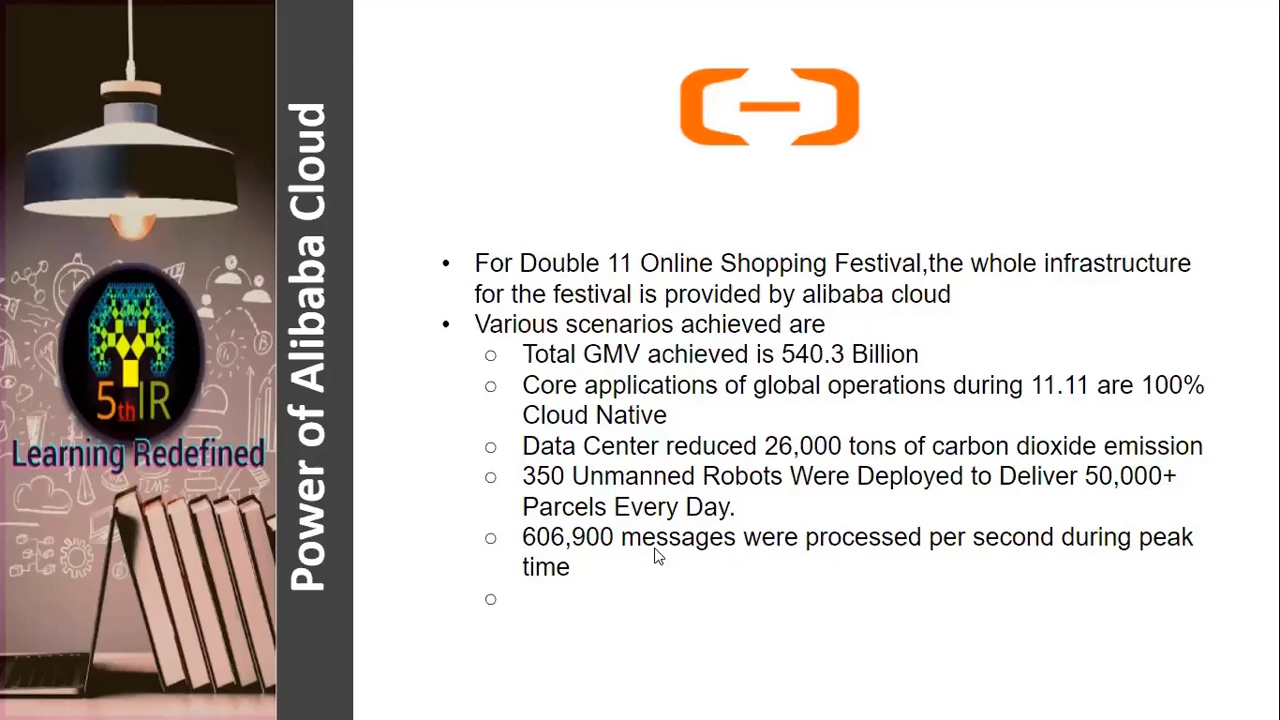 Power of Alibaba Cloud
5thIR
Learning Redefined
• For Double 11 Online Shopping Festival,the whole infrastructure
for the festival is provided by alibaba cloud
• Various scenarios achieved are
○ Total GMV achieved is 540.3 Billion
○ Core applications of global operations during 11.11 are 100%
Cloud Native
○ Data Center reduced 26,000 tons of carbon dioxide emission
○ 350 Unmanned Robots Were Deployed to Deliver 50,000+
Parcels Every Day.
○ 606,900 messages were processed per second during peak
time
○